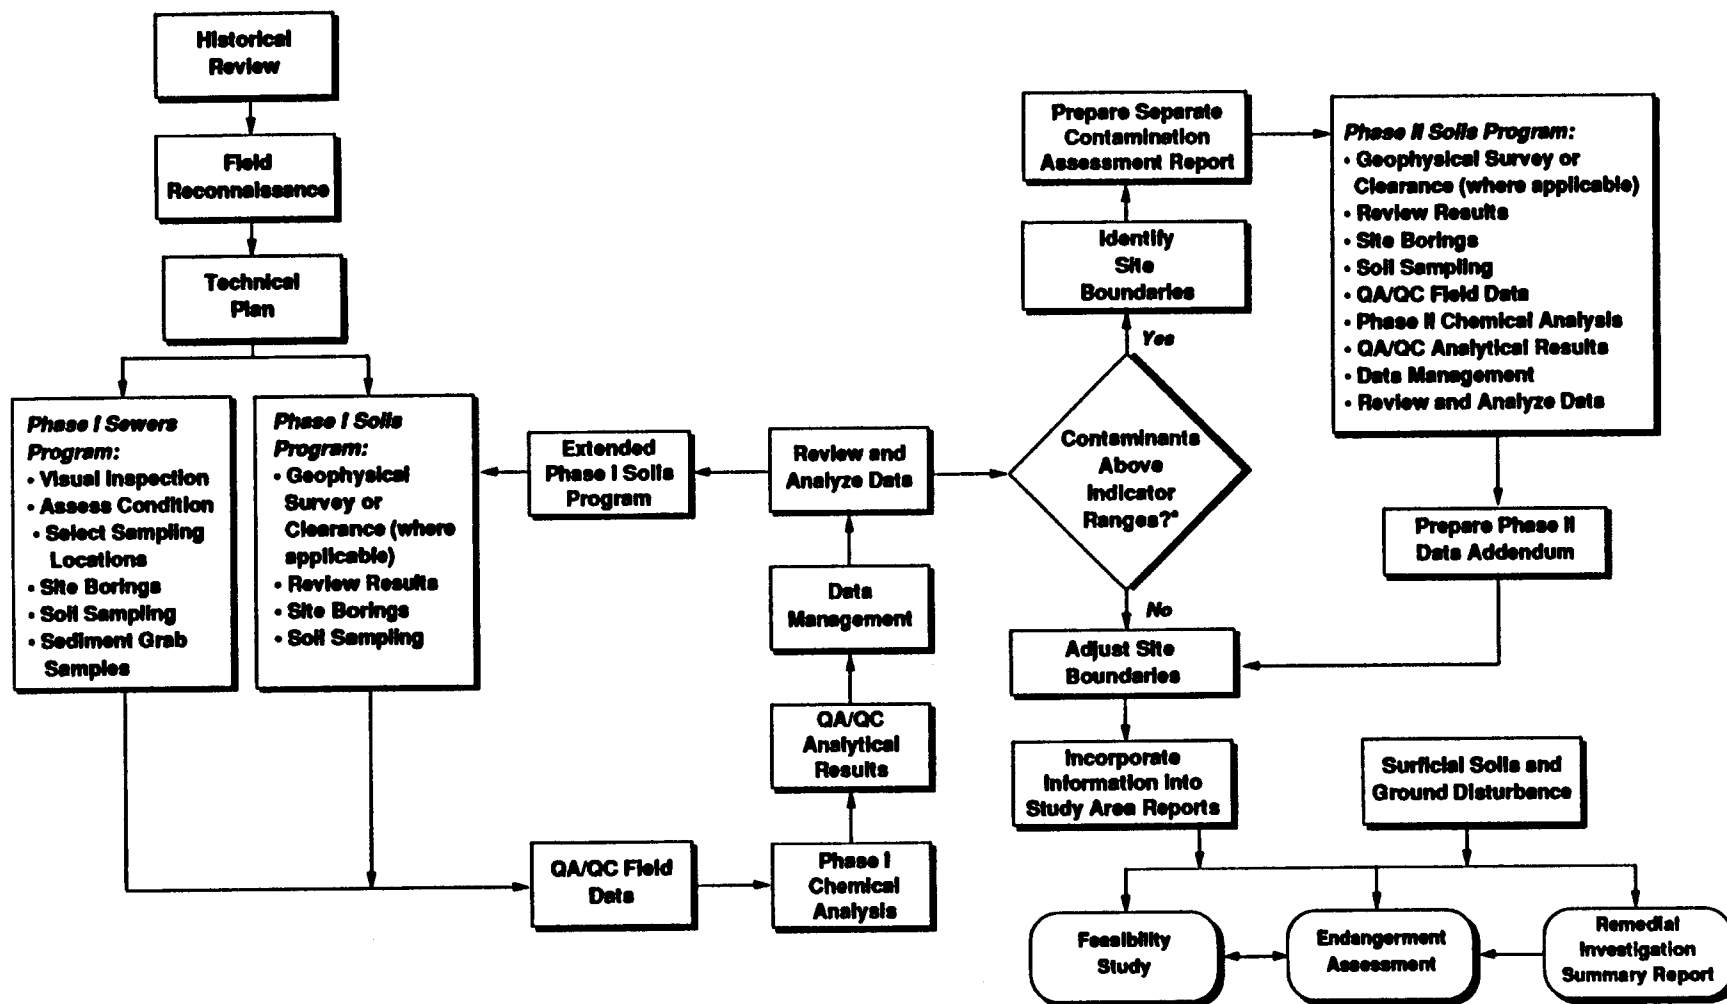 Historical
Review
Field
Reconnaissance
Technical
Plan
Phase I Sewers
Program:
• Visual Inspection
• Assess Condition
• Select Sampling
Locations
• Site Borings
• Soil Sampling
• Sediment Grab
Samples
Phase I Soils
Program:
• Geophysical
Survey or
Clearance (where
applicable)
• Review Results
• Site Borings
• Soil Sampling
Extended
Phase I Soils
Program
Review and
Analyze Data
Data
Management
QA/QC
Analytical
Results
QA/QC Field
Data
Phase I
Chemical
Analysis
Prepare Separate
Contamination
Assessment Report
Identify
Site
Boundaries
Yes
Contaminants
Above
Indicator
Ranges?*
No
Adjust Site
Boundaries
Incorporate
Information into
Study Area Reports
Phase II Soils Program:
• Geophysical Survey or
Clearance (where applicable)
• Review Results
• Site Borings
• Soil Sampling
• QA/QC Field Data
• Phase II Chemical Analysis
• QA/QC Analytical Results
• Data Management
• Review and Analyze Data
Prepare Phase II
Data Addendum
Surficial Soils and
Ground Disturbance
Feasibility
Study
Endangerment
Assessment
Remedial
Investigation
Summary Report